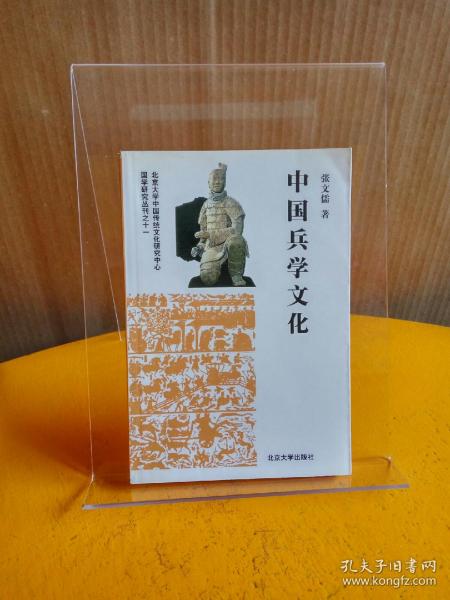 张文儒 著
中国兵学文化
北京大学中国传统文化研究中心
国学研究丛刊之十一
北京大学出版社
孔夫子旧书网
www.kongfz.com